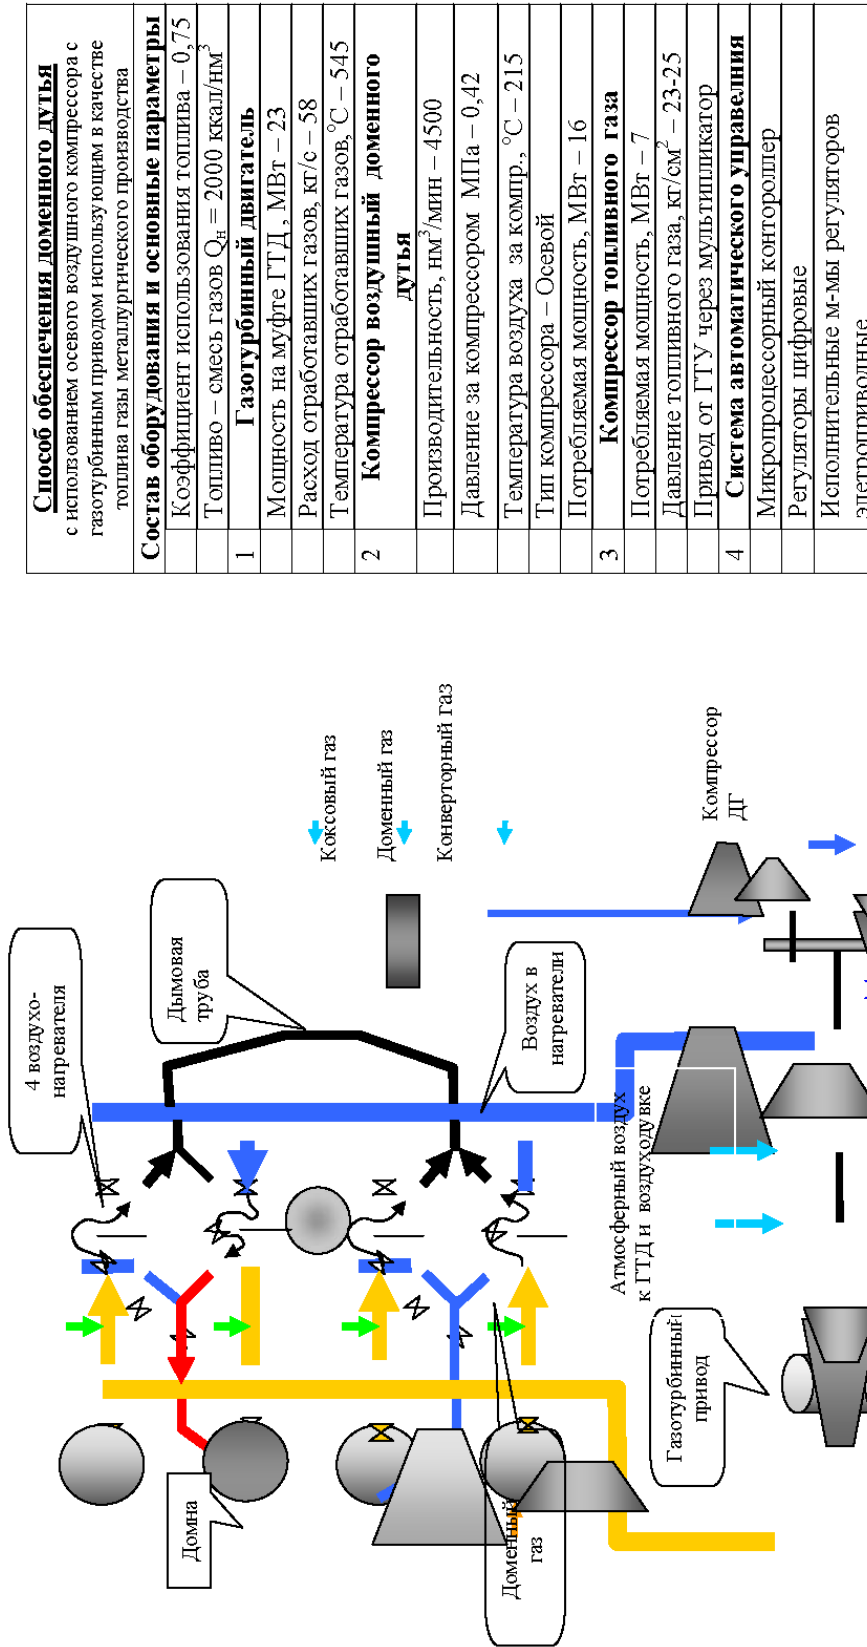 Способ обеспечения доменного дутья
с использованием осевого воздушного компрессора с
газотурбинным приводом использующим в качестве
топлива газы металлургического производства
Состав оборудования и основные параметры
Коэффициент использования топлива – 0,75
Топливо – смесь газов Qн = 2000 ккал/нм³
1 Газотурбинный двигатель
Мощность на муфте ГТД , МВт – 23
Расход отработавших газов, кг/с – 58
Температура отработавших газов,°С – 545
2 Компрессор воздушный доменного
дутья
Производительность, нм³/мин – 4500
Давление за компрессором МПа – 0,42
Температура воздуха за компр., °С – 215
Тип компрессора – Осевой
Потребляемая мощность, МВт – 16
3 Компрессор топливного газа
Потребляемая мощность, МВт – 7
Давление топливного газа, кг/см² – 23-25
Привод от ГТУ через мультипликатор
4 Система автоматического управелния
Микропроцессорный контороллер
Регуляторы цифровые
Исполнительные м-мы регуляторов
элетроприводные
4 воздухо-
нагревателя
Дымовая
труба
Коксовый газ
Доменный газ
Конверторный газ
Воздух в
нагреватели
Компрессор
ДГ
Атмосферный воздух
к ГТД и воздуходувке
Газотурбинный
привод
Домна
Доменный
газ